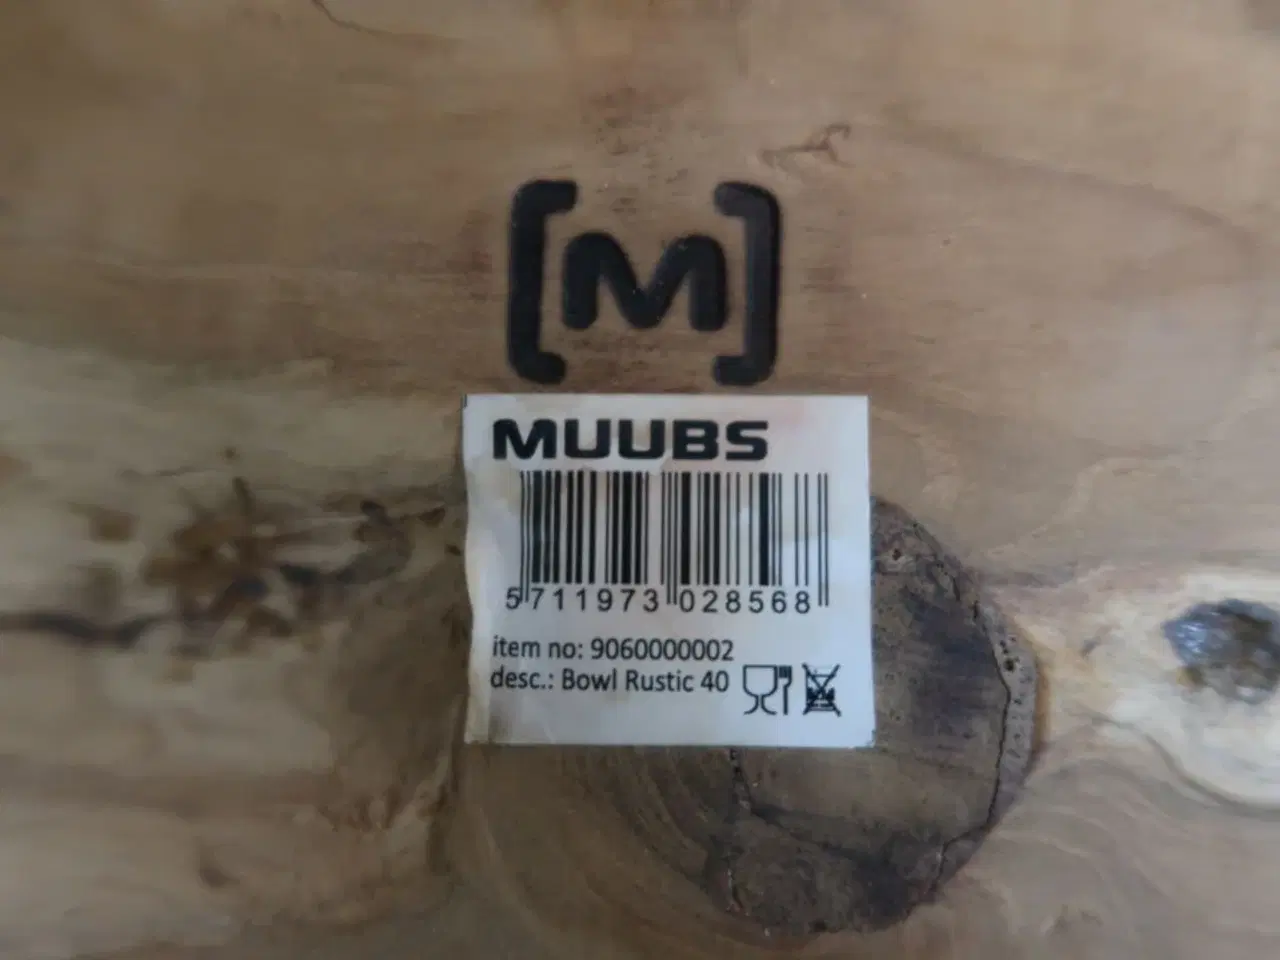 [M]
MUUBS
5 711973 028568
item no: 9060000002
desc.: Bowl Rustic 40